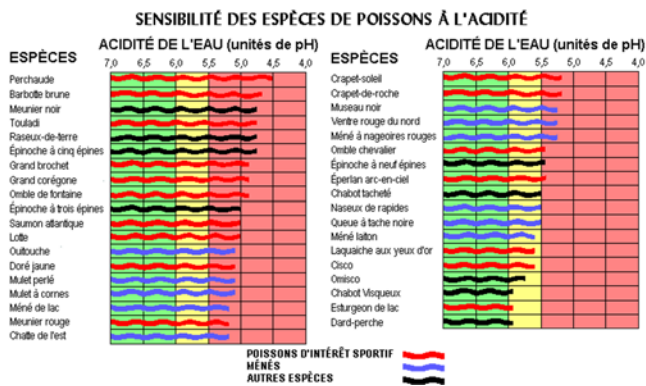 SENSIBILITÉ DES ESPÈCES DE POISSONS À L'ACIDITÉ
ESPÈCES
ACIDITÉ DE L'EAU (unités de pH)
7,0 6,5 6,0 5,5 5,0 4,5 4,0
Perchaude
Barbotte brune
Meunier noir
Touladi
Raseux-de-terre
Épinoche à cinq épines
Grand brochet
Grand corégone
Omble de fontaine
Épinoche à trois épines
Saumon atlantique
Lotte
Ouitouche
Doré jaune
Mulet perlé
Mulet à cornes
Méné de lac
Meunier rouge
Chatte de l'est
ESPÈCES
ACIDITÉ DE L'EAU (unités de pH)
7,0 6,5 6,0 5,5 5,0 4,5 4,0
Crapet-soleil
Crapet-de-roche
Museau noir
Ventre rouge du nord
Méné à nageoires rouges
Omble chevalier
Épinoche à neuf épines
Éperlan arc-en-ciel
Chabot tacheté
Naseux de rapides
Queue à tache noire
Méné laiton
Laquaiche aux yeux d'or
Cisco
Omisco
Chabot Visqueux
Esturgeon de lac
Dard-perche
POISSONS D'INTÉRÊT SPORTIF
MÉNÉS
AUTRES ESPÈCES